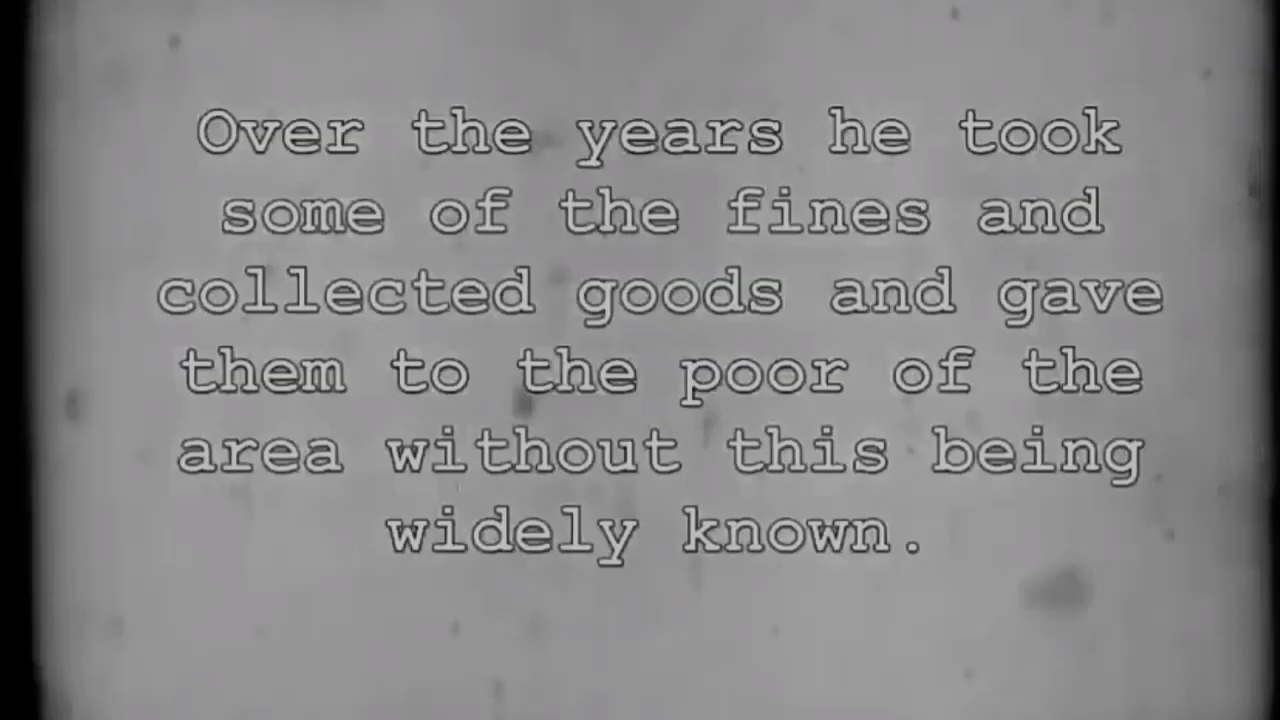 Over the years he took
some of the fines and
collected goods and gave
them to the poor of the
area without this being
widely known.